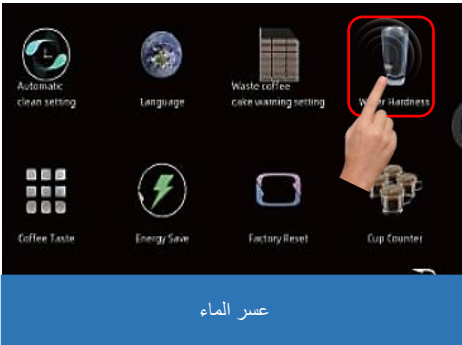 Automatic
clean setting
Language
Waste coffee
cake warning setting
Water Hardness
Coffee Taste
Energy Save
Factory Reset
Cup Counter
عسر الماء